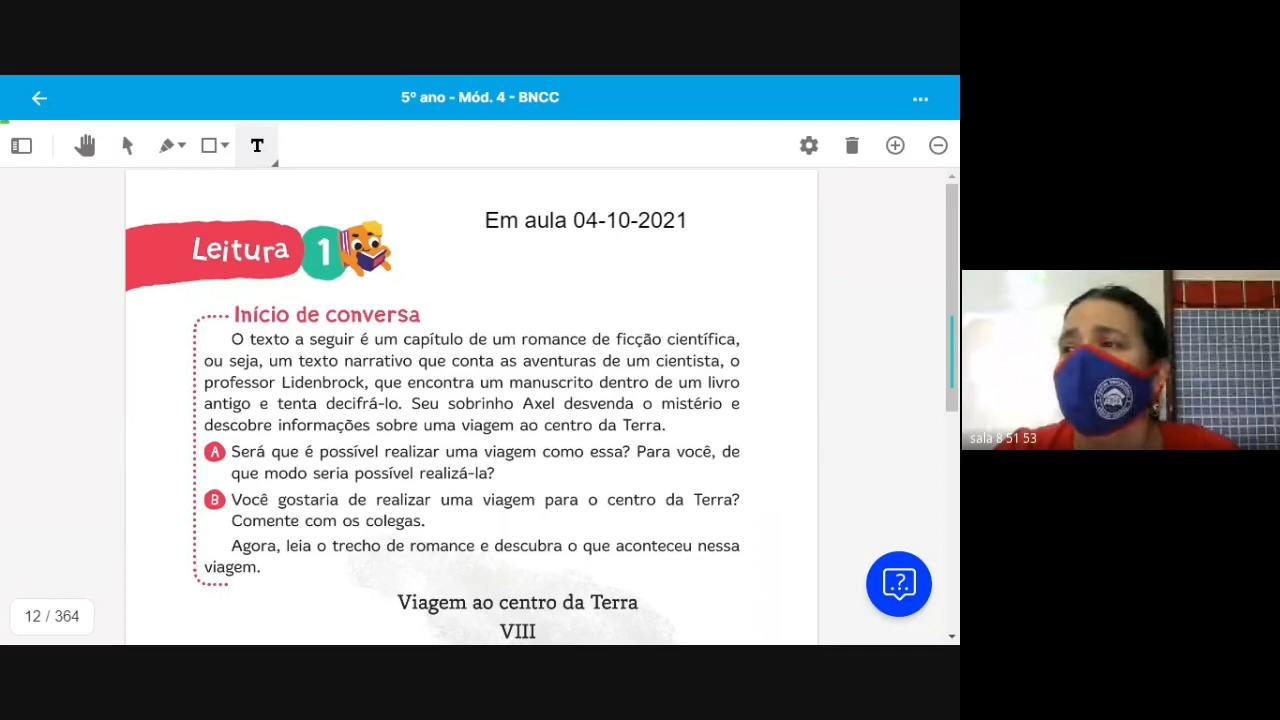 5º ano - Mód. 4 - BNCC
T
Em aula 04-10-2021
Leitura 1
Início de conversa
O texto a seguir é um capítulo de um romance de ficção científica,
ou seja, um texto narrativo que conta as aventuras de um cientista, o
professor Lidenbrock, que encontra um manuscrito dentro de um livro
antigo e tenta decifrá-lo. Seu sobrinho Axel desvenda o mistério e
descobre informações sobre uma viagem ao centro da Terra.
A Será que é possível realizar uma viagem como essa? Para você, de
que modo seria possível realizá-la?
B Você gostaria de realizar uma viagem para o centro da Terra?
Comente com os colegas.
Agora, leia o trecho de romance e descubra o que aconteceu nessa
viagem.
Viagem ao centro da Terra
VIII
12 / 364
sala 8 51 53